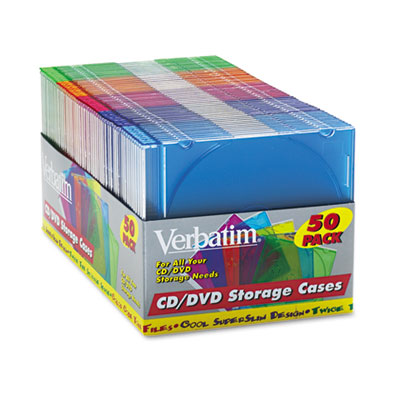 Verbatim.
50
PACK
For All Your
CD/DVD
Storage Needs
CD/DVD Storage Cases
Files • Cool SuperSlim Design • Twice